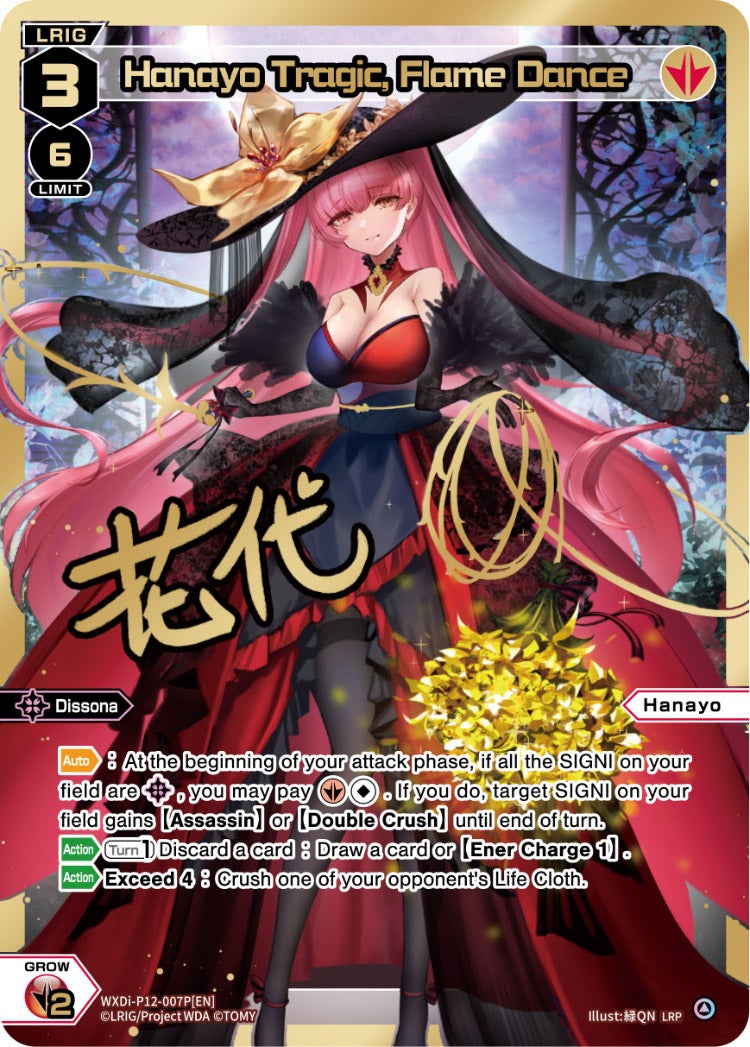 LRIG
3
Hanayo Tragic, Flame Dance
6
LIMIT
花代
Dissona
Hanayo
Auto : At the beginning of your attack phase, if all the SIGNI on your
field are , you may pay . If you do, target SIGNI on your
field gains 【Assassin】 or 【Double Crush】 until end of turn.
Action Turn 1 Discard a card : Draw a card or 【Ener Charge 1】 .
Action Exceed 4 : Crush one of your opponent's Life Cloth.
GROW
2
WXDi-P12-007P[EN]
©LRIG/Project WDA ©TOMY
Illust:緑QN LRP